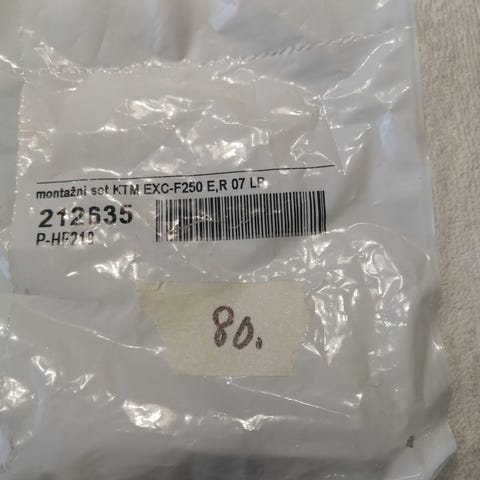 montažní set KTM EXC-F250 E,R 07 LP
212635
P-HF219
80.